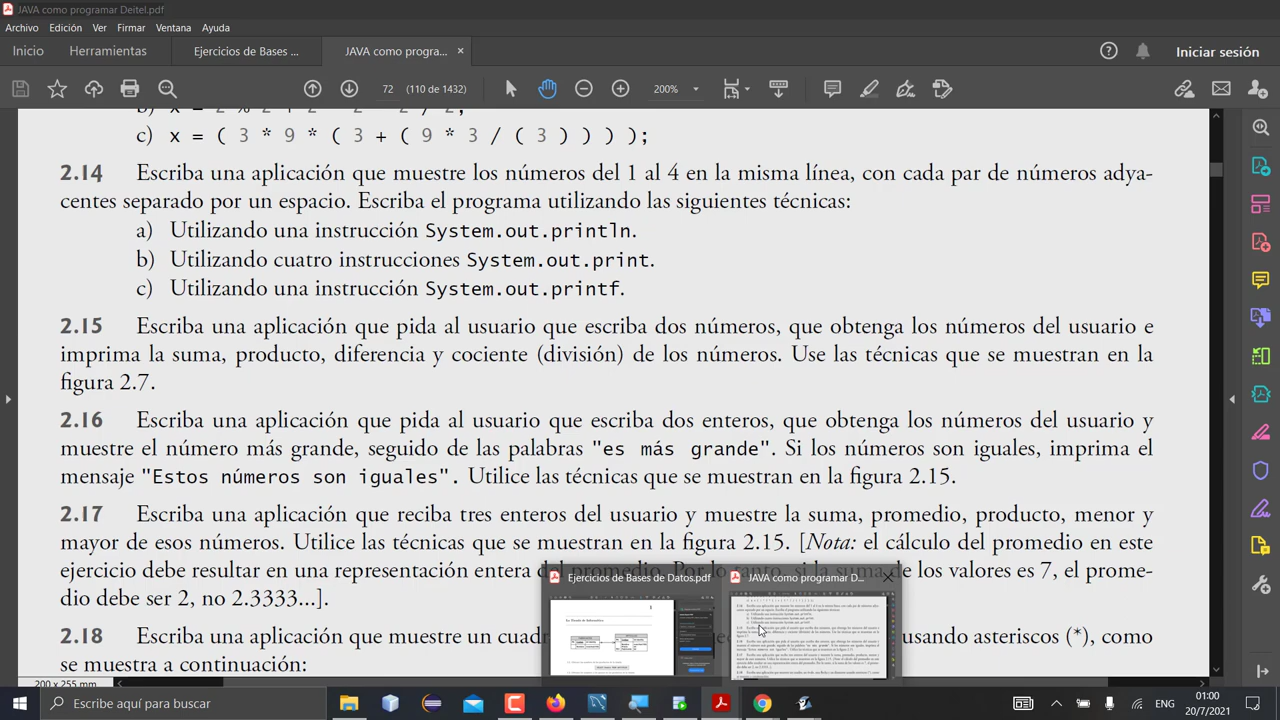 JAVA como programar Deitel.pdf
Archivo Edición Ver Firmar Ventana Ayuda
Inicio Herramientas Ejercicios de Bases ... JAVA como progra... × Iniciar sesión
72 (110 de 1432) 200%
c) x = ( 3 * 9 * ( 3 + ( 9 * 3 / ( 3 ) ) ) );
2.14 Escriba una aplicación que muestre los números del 1 al 4 en la misma línea, con cada par de números adya-
centes separado por un espacio. Escriba el programa utilizando las siguientes técnicas:
a) Utilizando una instrucción System.out.println.
b) Utilizando cuatro instrucciones System.out.print.
c) Utilizando una instrucción System.out.printf.
2.15 Escriba una aplicación que pida al usuario que escriba dos números, que obtenga los números del usuario e
imprima la suma, producto, diferencia y cociente (división) de los números. Use las técnicas que se muestran en la
figura 2.7.
2.16 Escriba una aplicación que pida al usuario que escriba dos enteros, que obtenga los números del usuario y
muestre el número más grande, seguido de las palabras "es más grande". Si los números son iguales, imprima el
mensaje "Estos números son iguales". Utilice las técnicas que se muestran en la figura 2.15.
2.17 Escriba una aplicación que reciba tres enteros del usuario y muestre la suma, promedio, producto, menor y
mayor de esos números. Utilice las técnicas que se muestran en la figura 2.15. [Nota: el cálculo del promedio en este
ejercicio debe resultar en una representación entera del promedio. Por lo tanto, si la suma de los valores es 7, el prome-
dio debe ser 2, no 2.3333...].
Ejercicios de Bases de Datos.pdf JAVA como programar D...
2.18 Escriba una aplicación que muestre un cuadr usando asteriscos (*), como
se muestra a continuación:
Escribe aquí para buscar
ENG
01:00
20/7/2021